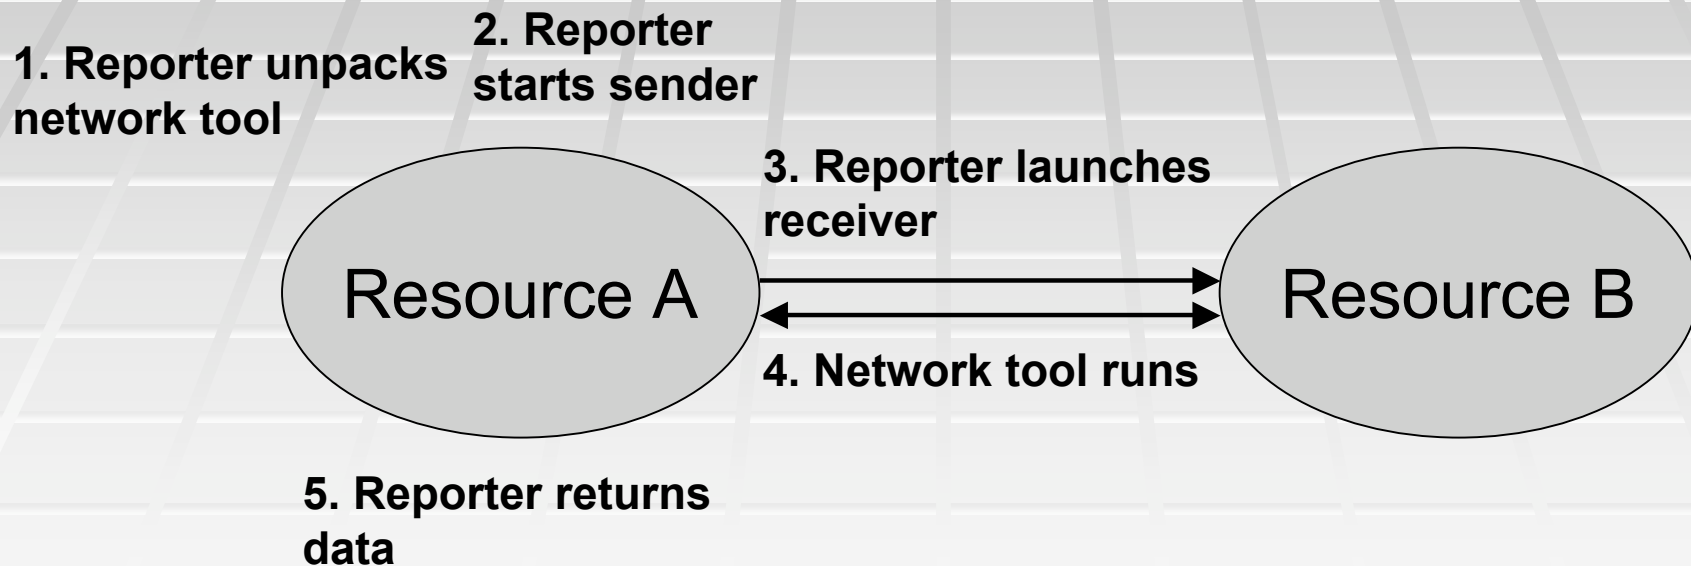 1. Reporter unpacks
network tool
2. Reporter
starts sender
3. Reporter launches
receiver
Resource A
Resource B
4. Network tool runs
5. Reporter returns
data